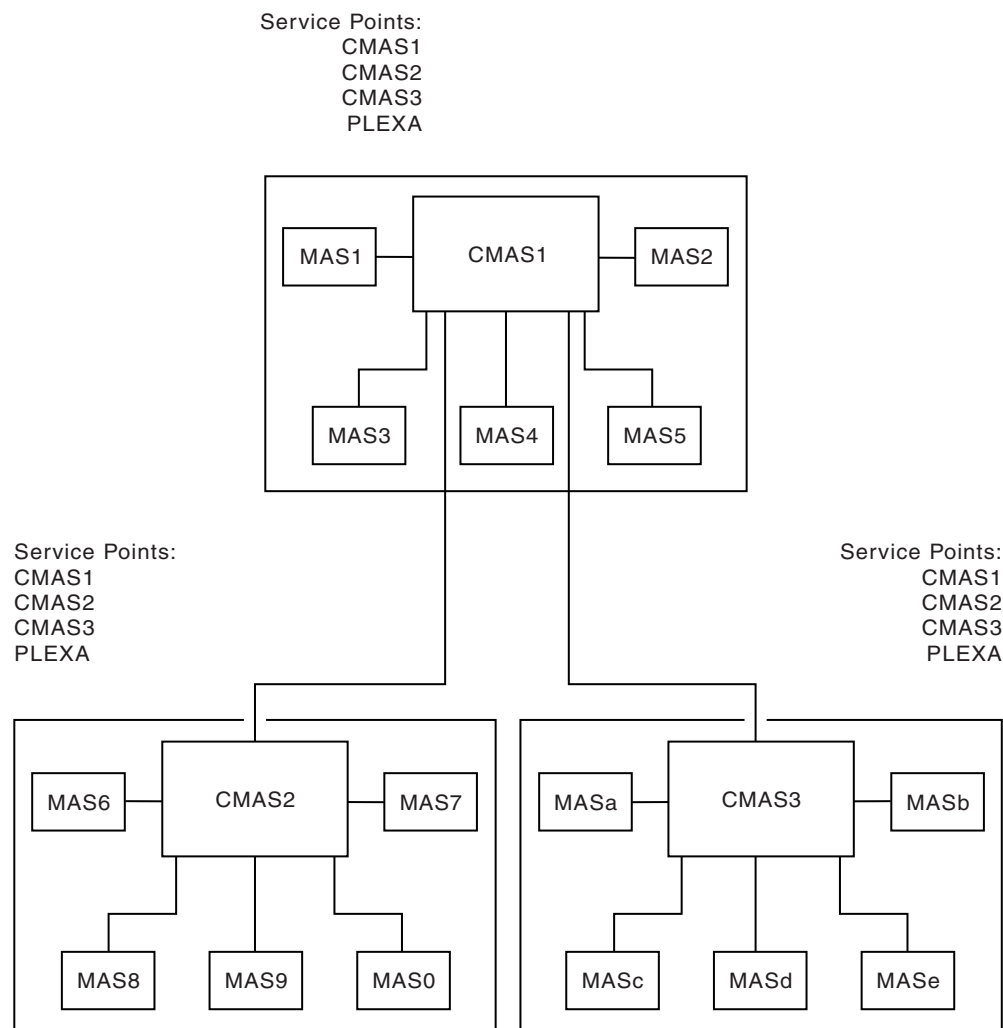 Service Points:
CMAS1
CMAS2
CMAS3
PLEXA
MAS1
CMAS1
MAS2
MAS3
MAS4
MAS5
Service Points:
CMAS1
CMAS2
CMAS3
PLEXA
Service Points:
CMAS1
CMAS2
CMAS3
PLEXA
MAS6
CMAS2
MAS7
MAS8
MAS9
MAS0
MASa
CMAS3
MASb
MASc
MASd
MASe